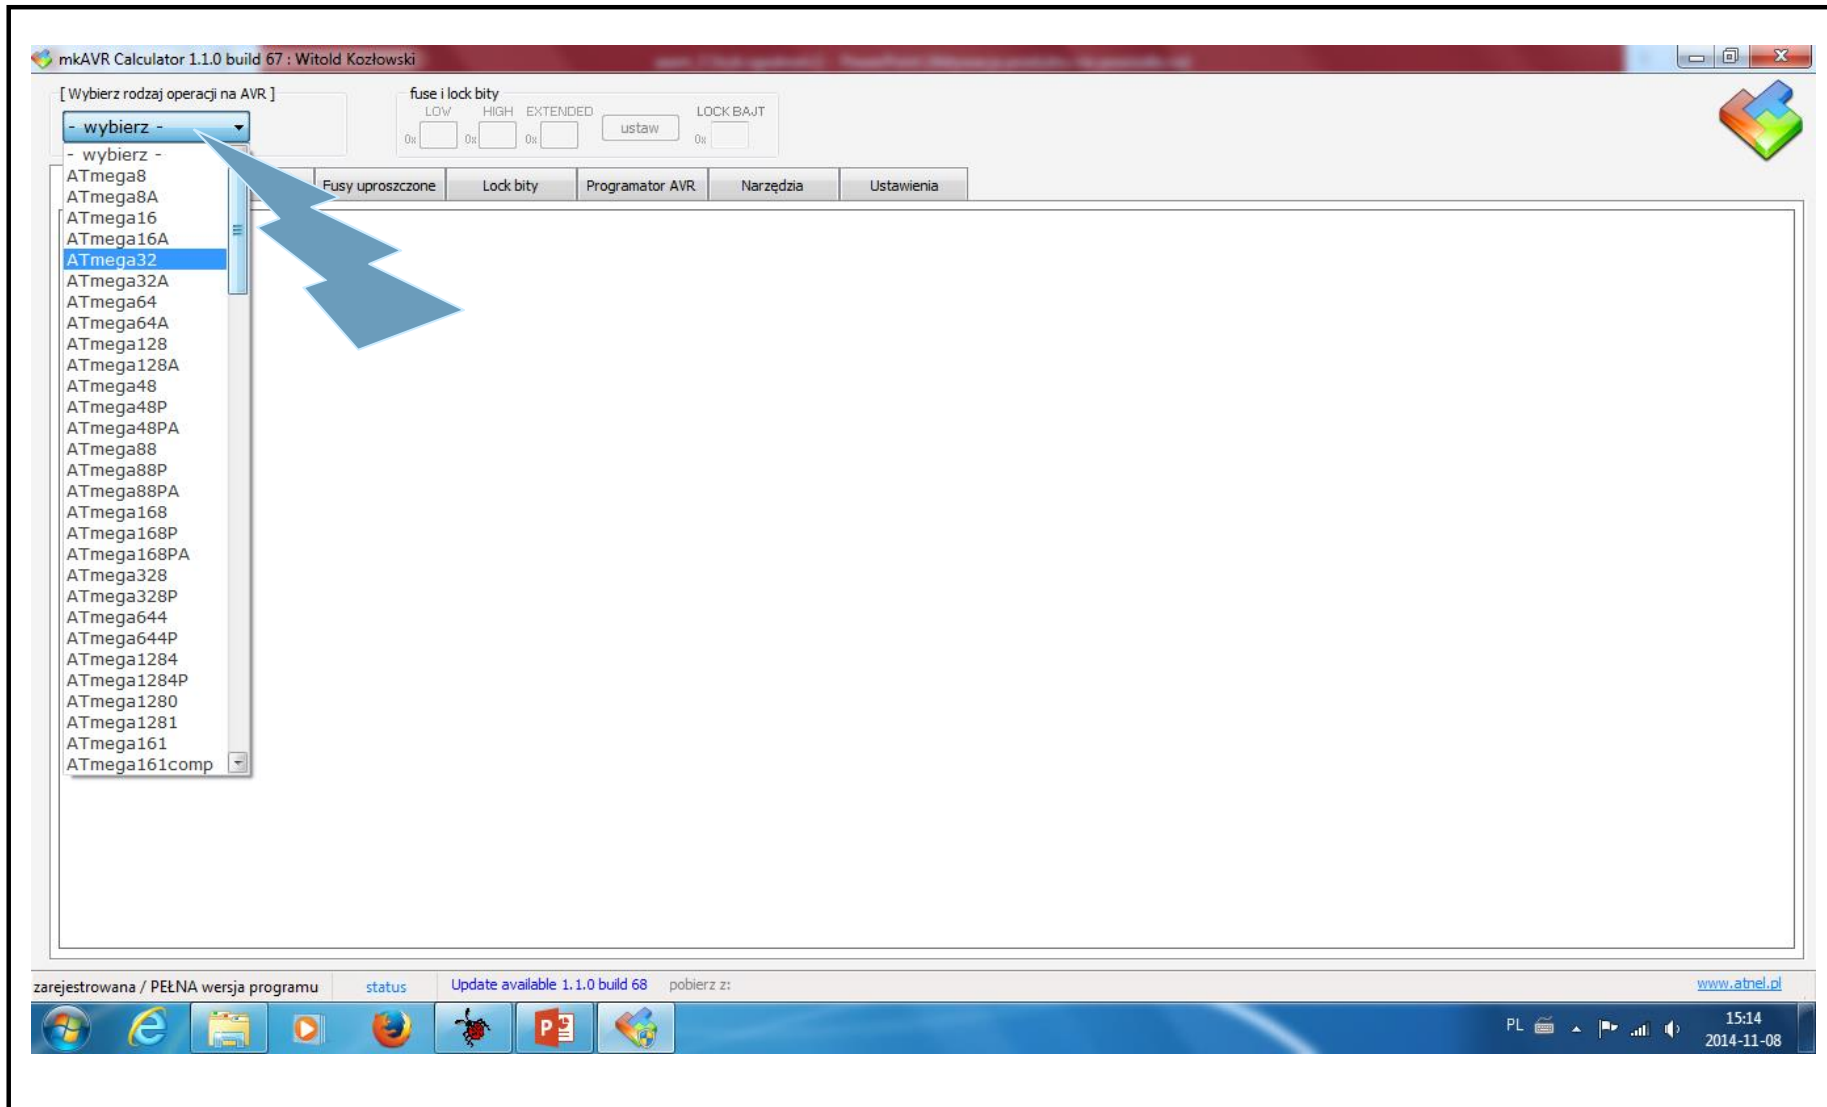 mkAVR Calculator 1.1.0 build 67 : Witold Kozłowski
[ Wybierz rodzaj operacji na AVR ]
- wybierz -
fuse i lock bity
LOW HIGH EXTENDED LOCK BAJT
0x 0x 0x ustaw 0x
Fusy uproszczone Lock bity Programator AVR Narzędzia Ustawienia
- wybierz -
ATmega8
ATmega8A
ATmega16
ATmega16A
ATmega32
ATmega32A
ATmega64
ATmega64A
ATmega128
ATmega128A
ATmega48
ATmega48P
ATmega48PA
ATmega88
ATmega88P
ATmega88PA
ATmega168
ATmega168P
ATmega168PA
ATmega328
ATmega328P
ATmega644
ATmega644P
ATmega1284
ATmega1284P
ATmega1280
ATmega1281
ATmega161
ATmega161comp
zarejestrowana / PEŁNA wersja programu status Update available 1.1.0 build 68 pobierz z: www.atnel.pl
PL 15:14
2014-11-08